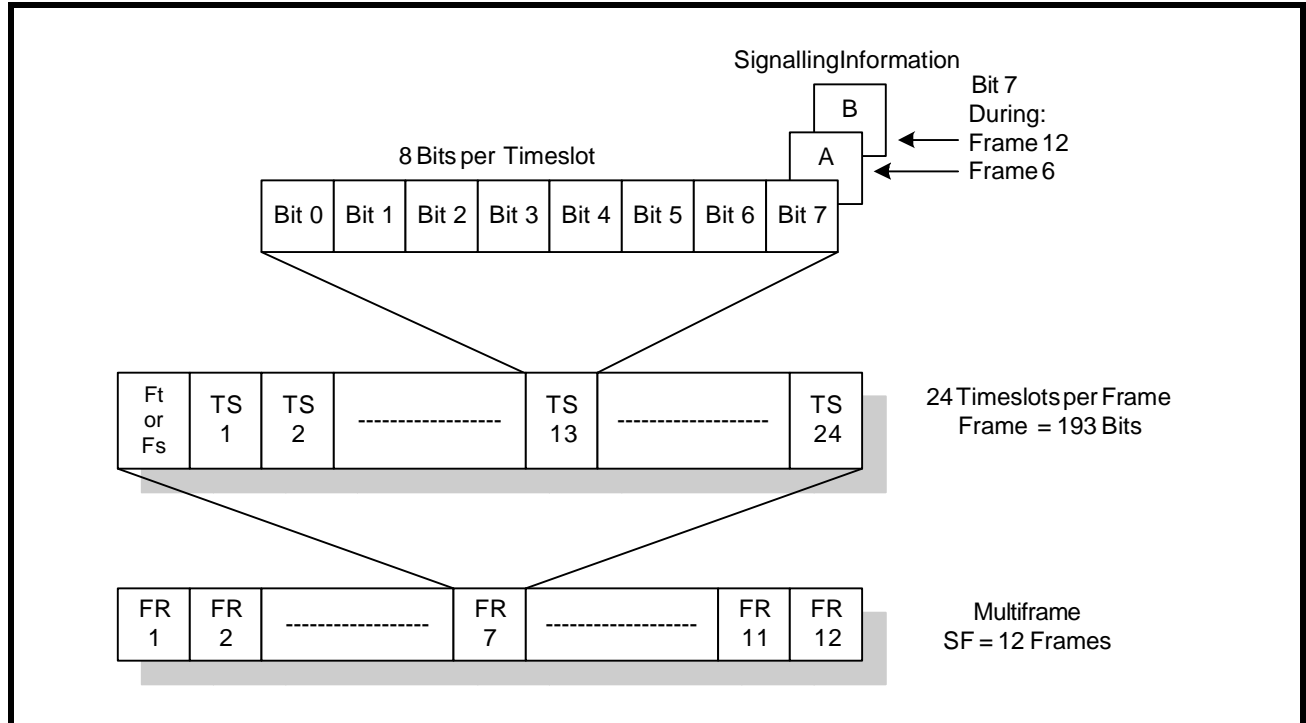 SignallingInformation
Bit 7
During:
Frame 12
Frame 6
B
A
8 Bits per Timeslot
Bit 0 Bit 1 Bit 2 Bit 3 Bit 4 Bit 5 Bit 6 Bit 7
Ft
or
Fs
TS
1
TS
2
-------------------
TS
13
--------------------
TS
24
24 Timeslots per Frame
Frame = 193 Bits
FR
1
FR
2
-------------------
FR
7
--------------------
FR
11
FR
12
Multiframe
SF = 12 Frames